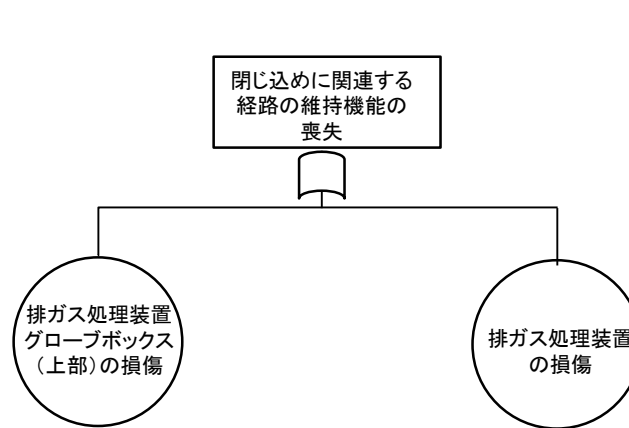 閉じ込めに関連する
経路の維持機能の
喪失
排ガス処理装置
グローブボックス
（上部）の損傷
排ガス処理装置
の損傷